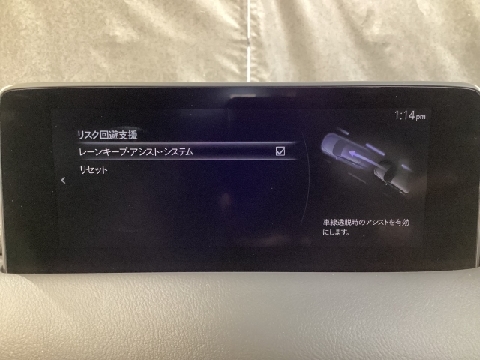 1:14pm
リスク回避支援
レーンキープ・アシスト・システム
リセット
車線逸脱時のアシストを有効
にします。